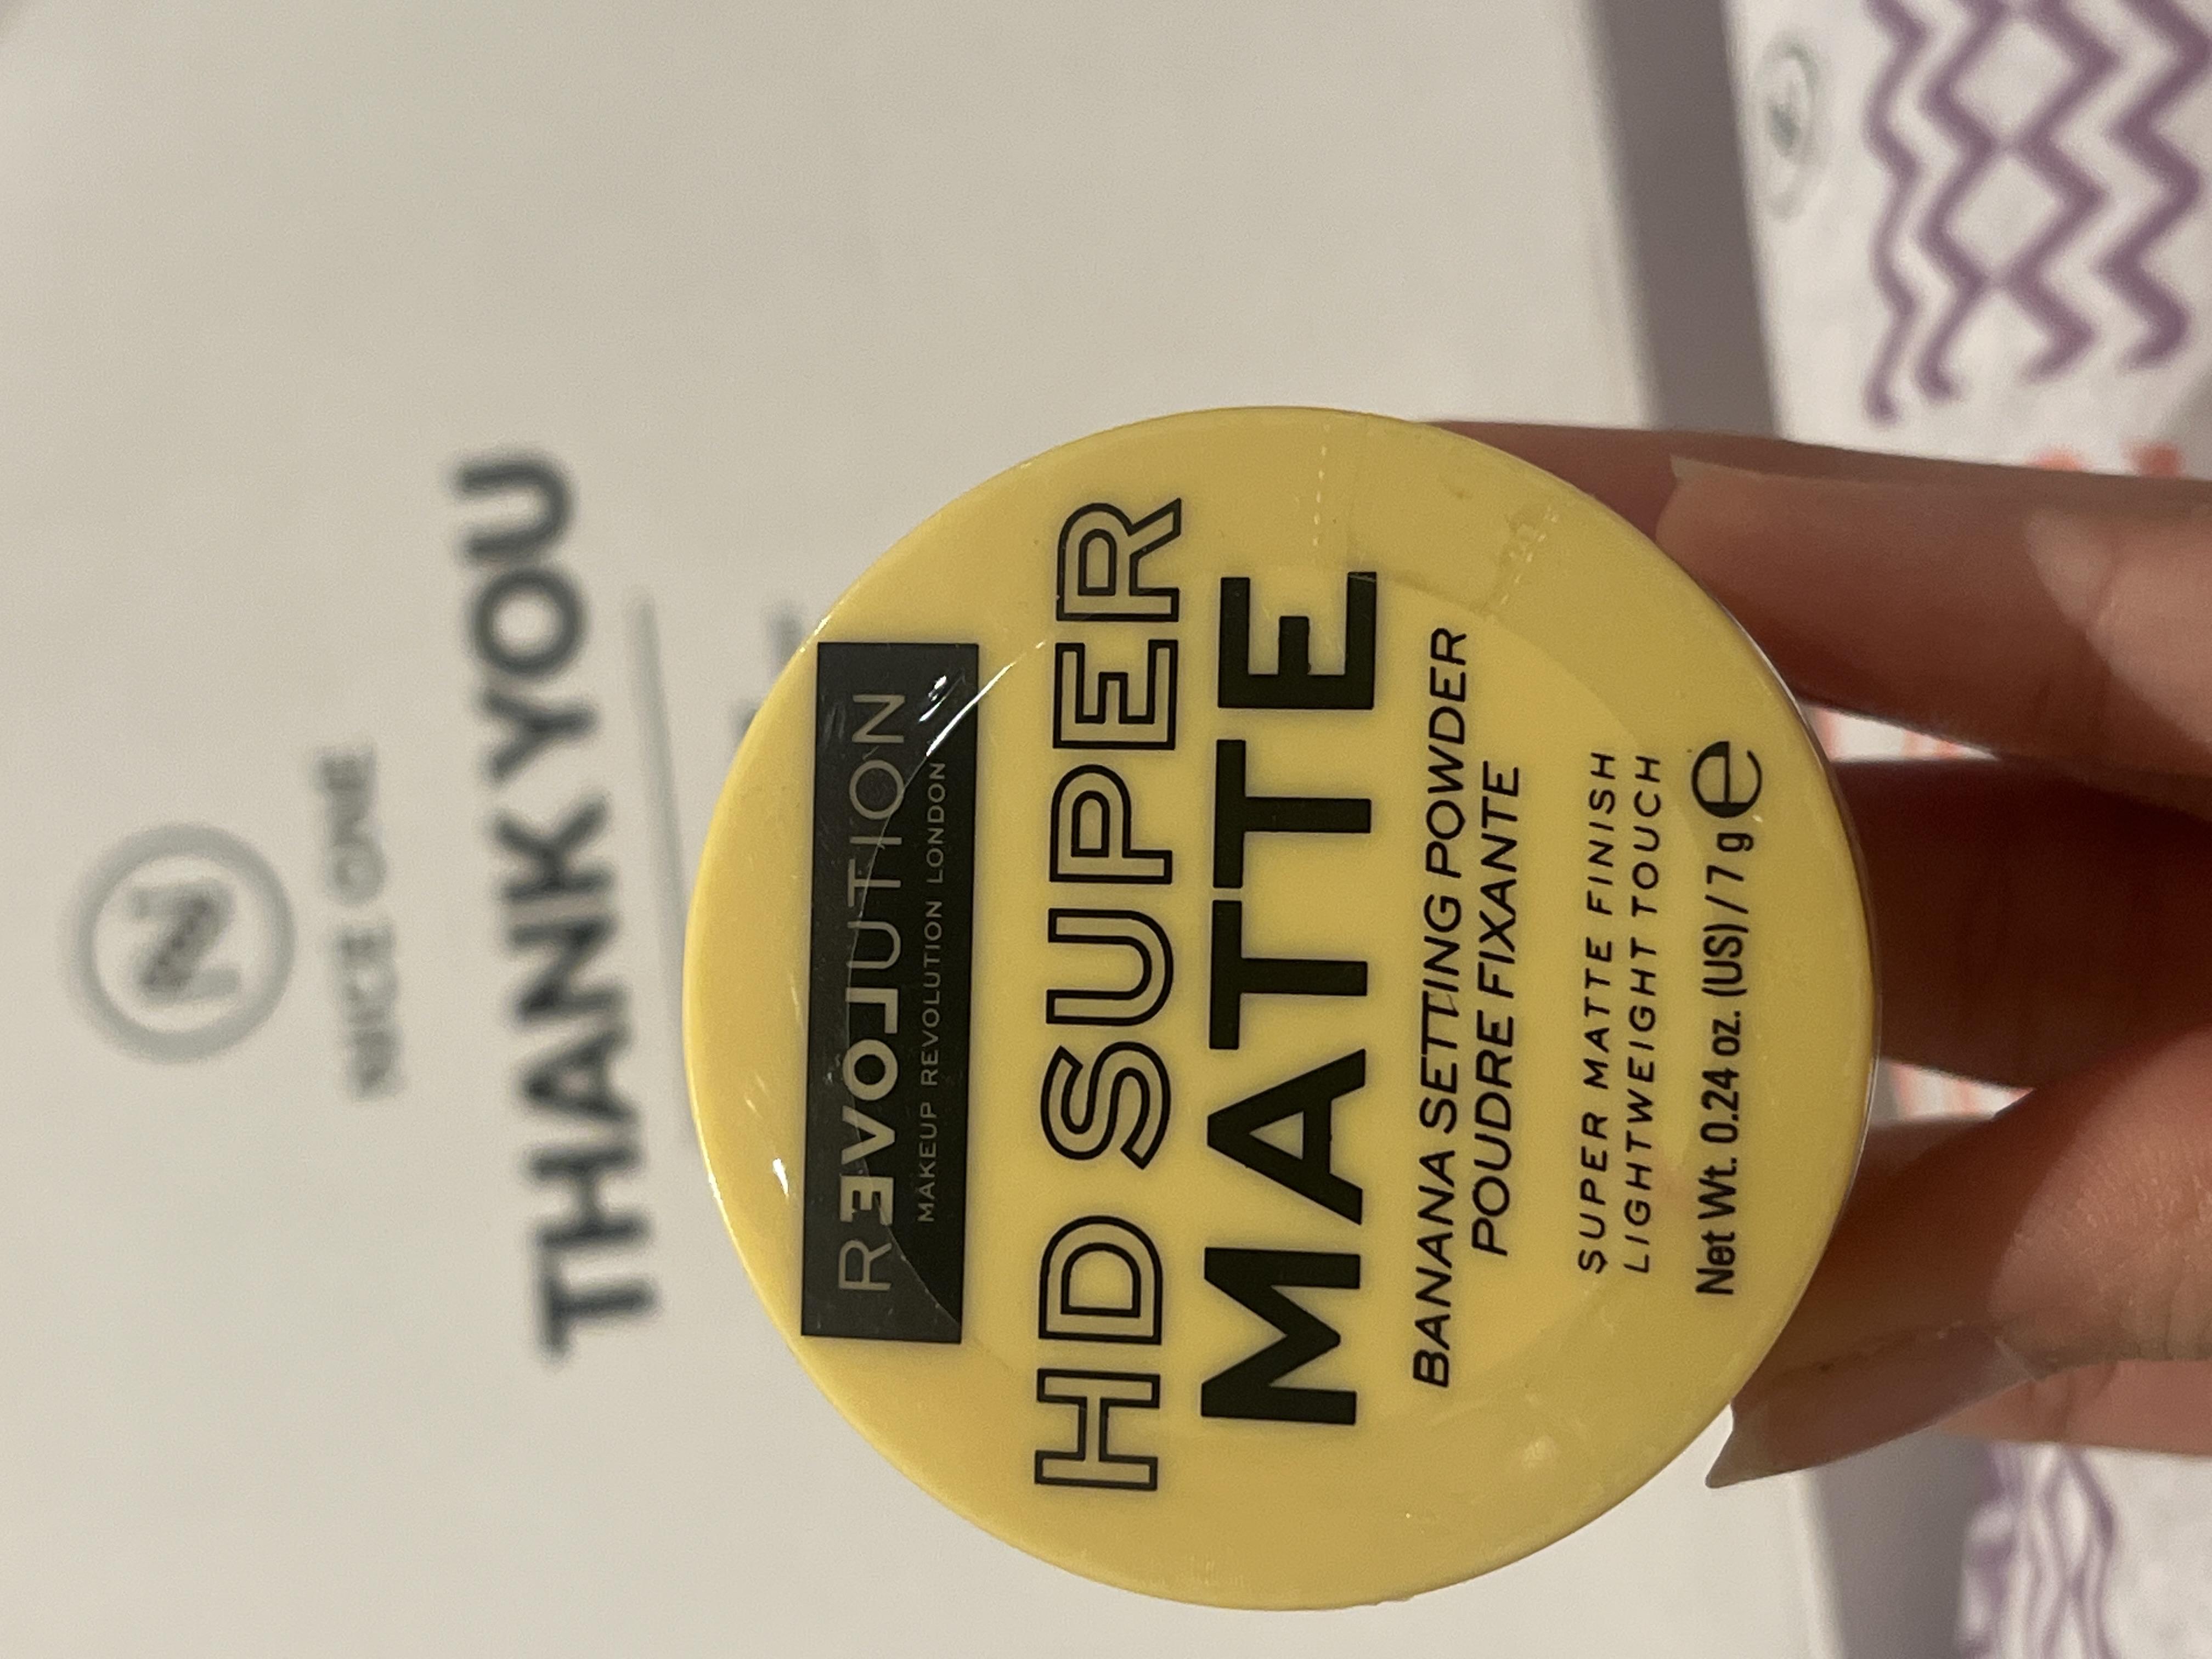 NICE ONE
THANK YOU
REVOLUTION
MAKEUP REVOLUTION LONDON
HD SUPER
MATTE
BANANA SETTING POWDER
POUDRE FIXANTE
SUPER MATTE FINISH
LIGHTWEIGHT TOUCH
Net Wt. 0.24 oz. (US) / 7 g ℮